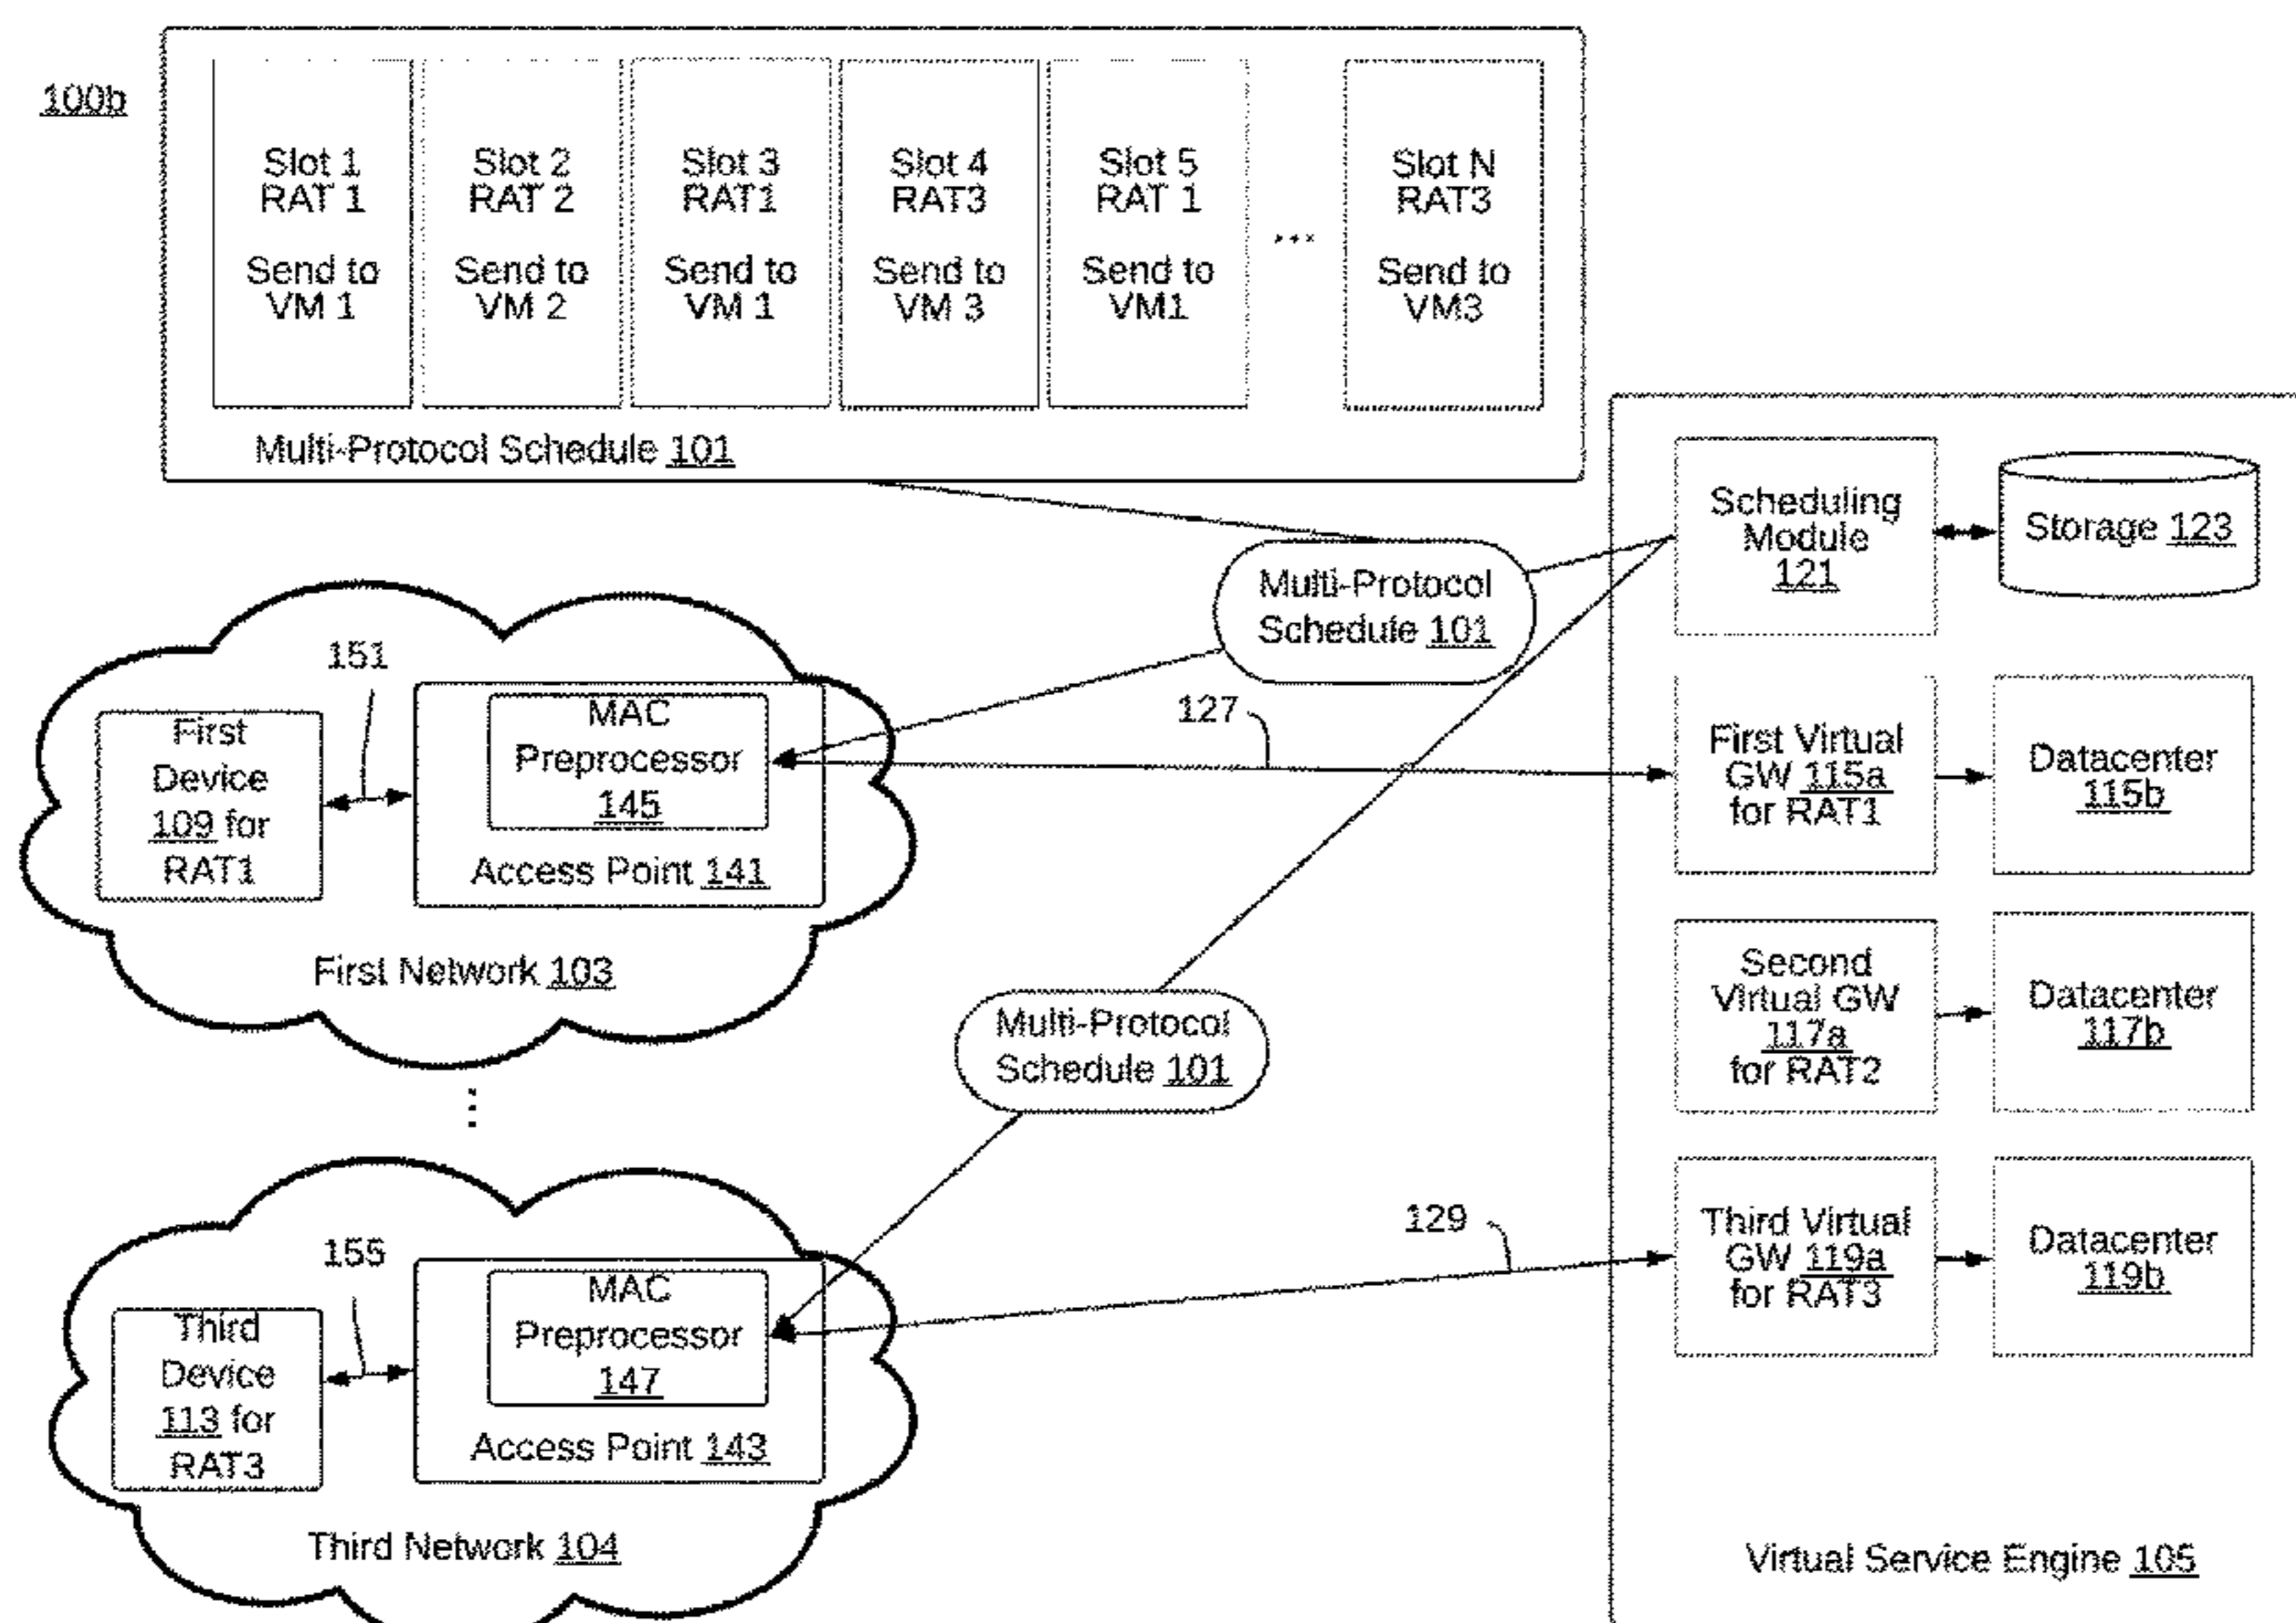 100b
Slot 1
RAT 1
Send to
VM 1
Slot 2
RAT 2
Send to
VM 2
Slot 3
RAT1
Send to
VM 1
Slot 4
RAT3
Send to
VM 3
Slot 5
RAT 1
Send to
VM1
...
Slot N
RAT3
Send to
VM3
Multi-Protocol Schedule 101
Scheduling
Module
121
Storage 123
Multi-Protocol
Schedule 101
151
First
Device
109 for
RAT1
MAC
Preprocessor
145
Access Point 141
First Network 103
127
First Virtual
GW 115a
for RAT1
Datacenter
115b
Second
Virtual GW
117a
for RAT2
Datacenter
117b
Multi-Protocol
Schedule 101
155
Third
Device
113 for
RAT3
MAC
Preprocessor
147
Access Point 143
Third Network 104
129
Third Virtual
GW 119a
for RAT3
Datacenter
119b
Virtual Service Engine 105